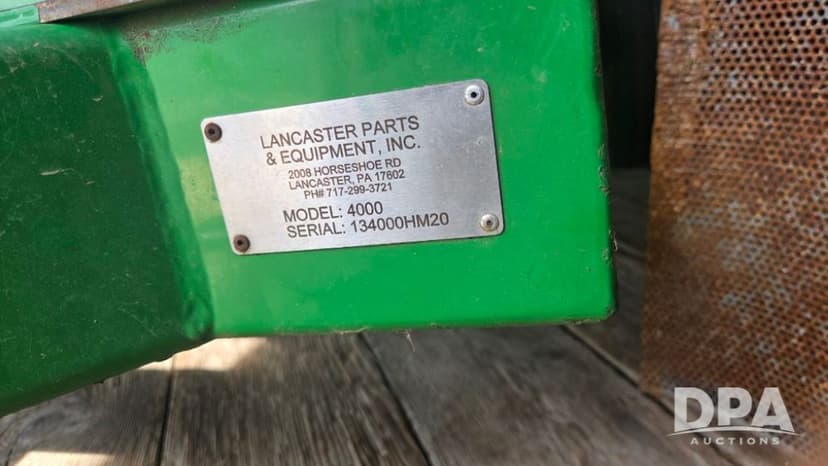 LANCASTER PARTS
& EQUIPMENT, INC.
2008 HORSESHOE RD
LANCASTER, PA 17602
PH# 717-299-3721
MODEL: 4000
SERIAL: 134000HM20
DPA
AUCTIONS